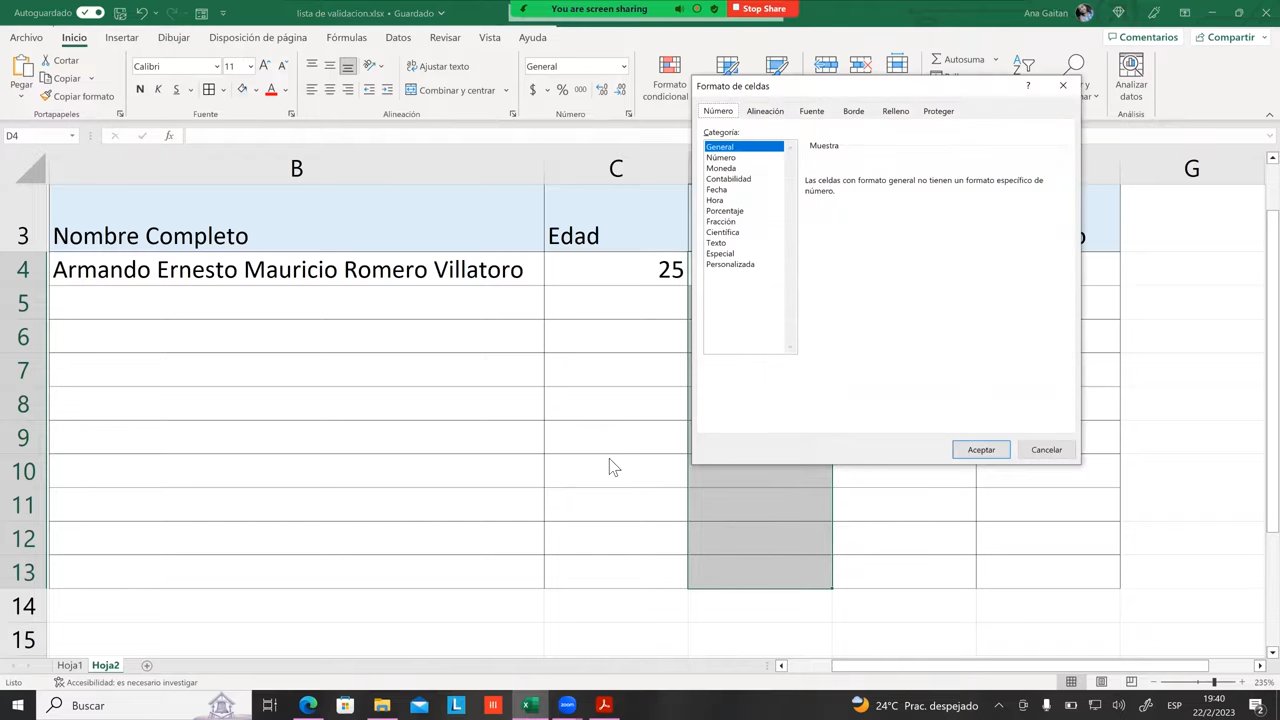 Autoguardado
lista de validacion.xlsx • Guardado
You are screen sharing
Stop Share
Ana Gaitan
Archivo
Inicio
Insertar
Dibujar
Disposición de página
Fórmulas
Datos
Revisar
Vista
Ayuda
Comentarios
Compartir
Pegar
Cortar
Copiar
Copiar formato
Portapapeles
Calibri
11
N
K
S
Fuente
Ajustar texto
Combinar y centrar
Alineación
General
$ % 000
Número
Formato
condicional
Autosuma
Analizar
datos
Análisis
D4
fx
B
C
G
3 Nombre Completo Edad
4 Armando Ernesto Mauricio Romero Villatoro 25
5
6
7
8
9
10
11
12
13
14
15
Formato de celdas
?
Número
Alineación
Fuente
Borde
Relleno
Proteger
Categoría:
General
Número
Moneda
Contabilidad
Fecha
Hora
Porcentaje
Fracción
Científica
Texto
Especial
Personalizada
Muestra
Las celdas con formato general no tienen un formato específico de
número.
Aceptar
Cancelar
Hoja1
Hoja2
Listo
Accesibilidad: es necesario investigar
235%
Buscar
24°C Prac. despejado
ESP
19:40
22/2/2023